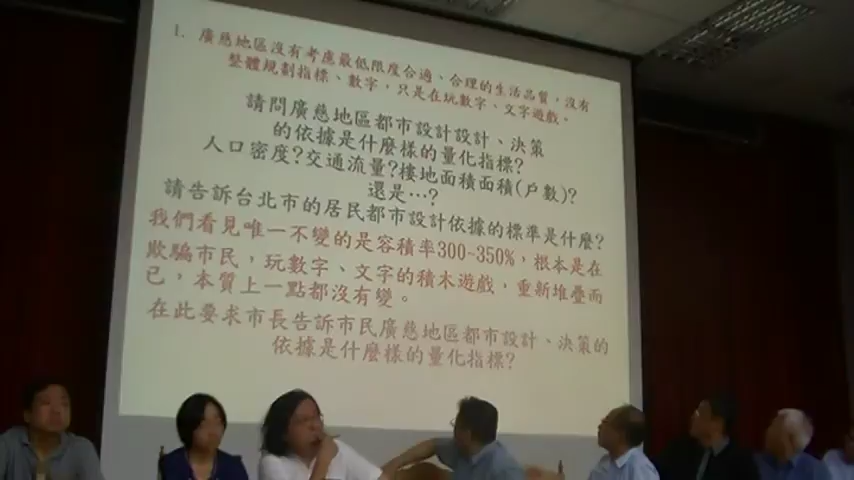 1. 廣慈地區沒有考慮最低限度合適、合理的生活品質，沒有
整體規劃指標、數字，只是在玩數字、文字遊戲。
請問廣慈地區都市設計設計、決策
的依據是什麼樣的量化指標?
人口密度?交通流量?樓地面積面積(戶數)?
還是…?
請告訴台北市的居民都市設計依據的標準是什麼?
我們看見唯一不變的是容積率300~350%，根本是在
欺騙市民，玩數字、文字的積木遊戲，重新堆疊而
已，本質上一點都沒有變。
在此要求市長告訴市民廣慈地區都市設計、決策的
依據是什麼樣的量化指標?